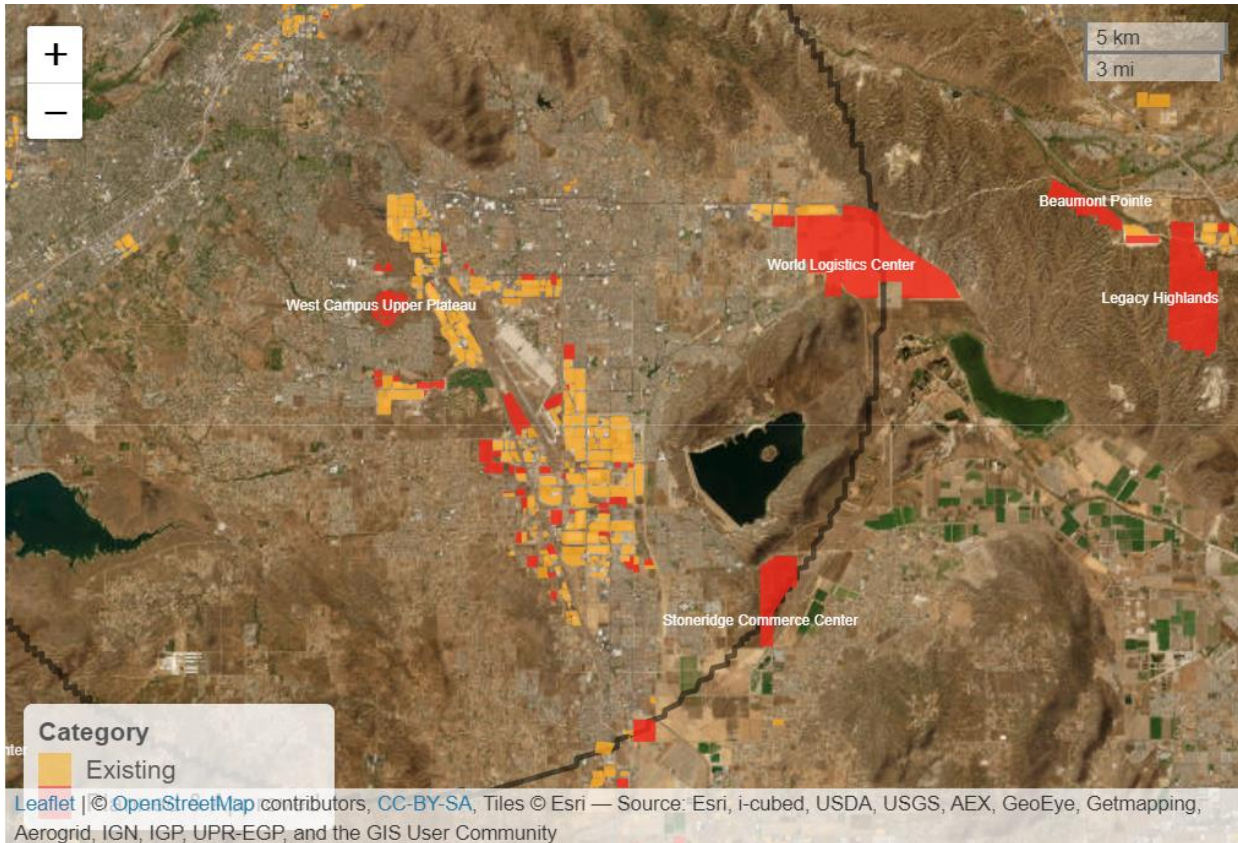 +
5 km
3 mi
−
Beaumont Pointe
World Logistics Center
Legacy Highlands
West Campus Upper Plateau
Stoneridge Commerce Center
Category
Existing
Leaflet | © OpenStreetMap contributors, CC-BY-SA, Tiles © Esri — Source: Esri, i-cubed, USDA, USGS, AEX, GeoEye, Getmapping,
Aerogrid, IGN, IGP, UPR-EGP, and the GIS User Community